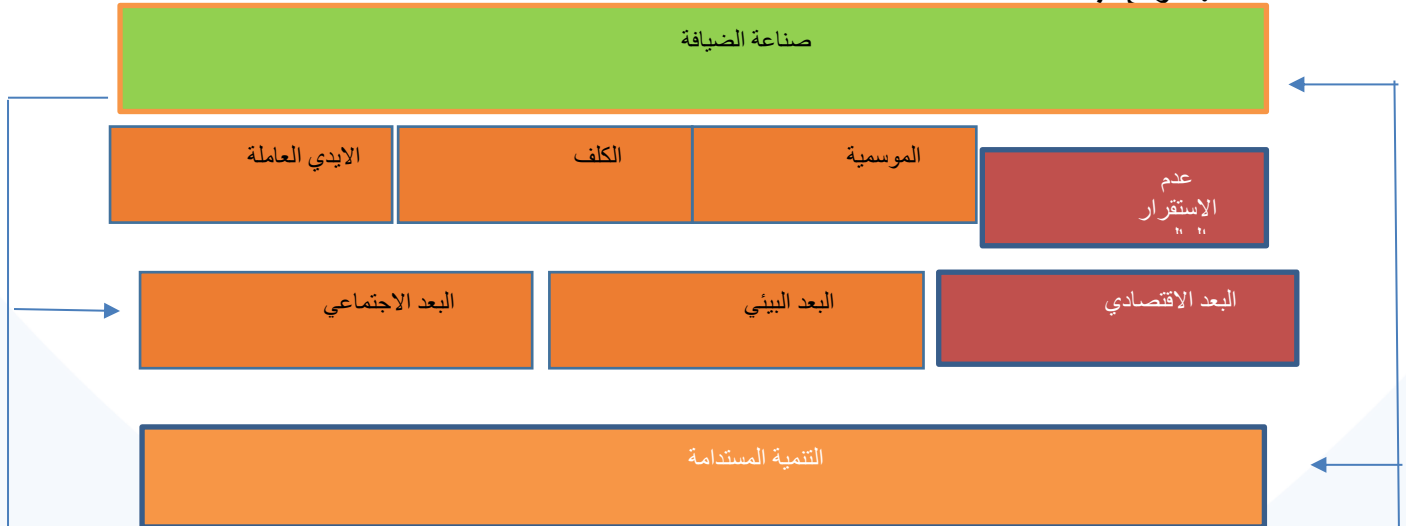 صناعة الضيافة
عدم
الاستقرار
الموسمية
الكلف
الايدي العاملة
البعد الاقتصادي
البعد البيئي
البعد الاجتماعي
التنمية المستدامة